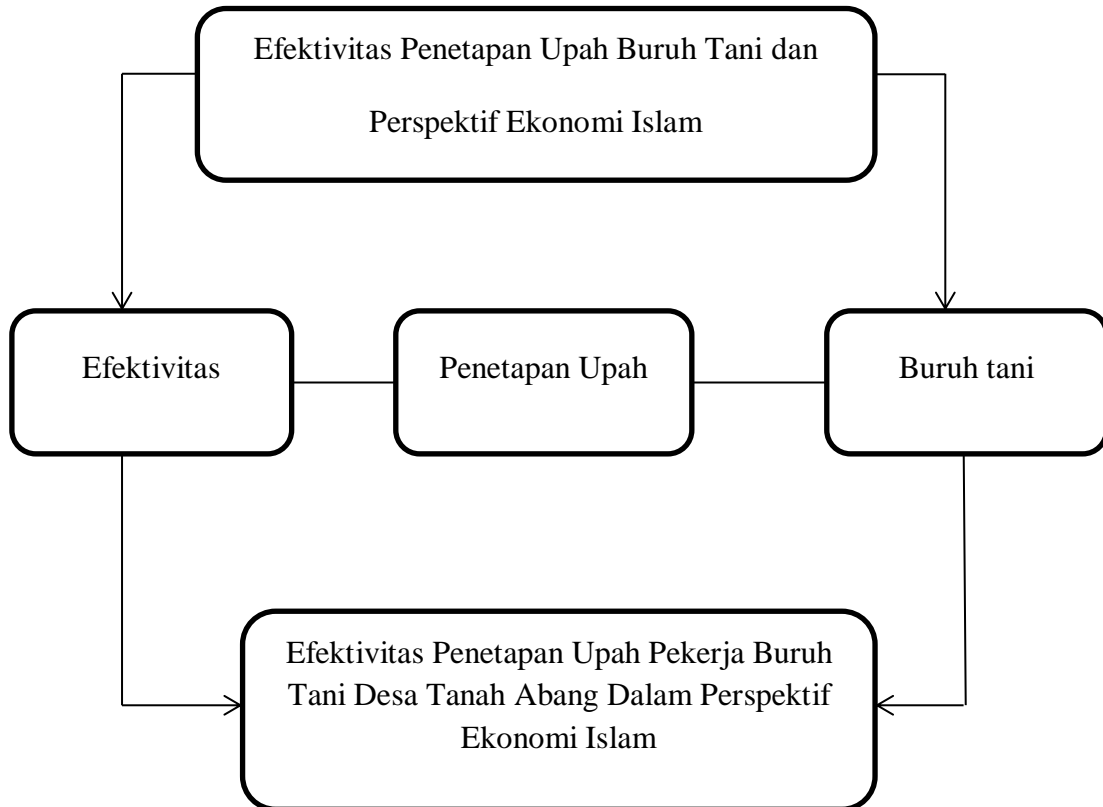 Efektivitas Penetapan Upah Buruh Tani dan
Perspektif Ekonomi Islam
Efektivitas
Penetapan Upah
Buruh tani
Efektivitas Penetapan Upah Pekerja Buruh
Tani Desa Tanah Abang Dalam Perspektif
Ekonomi Islam